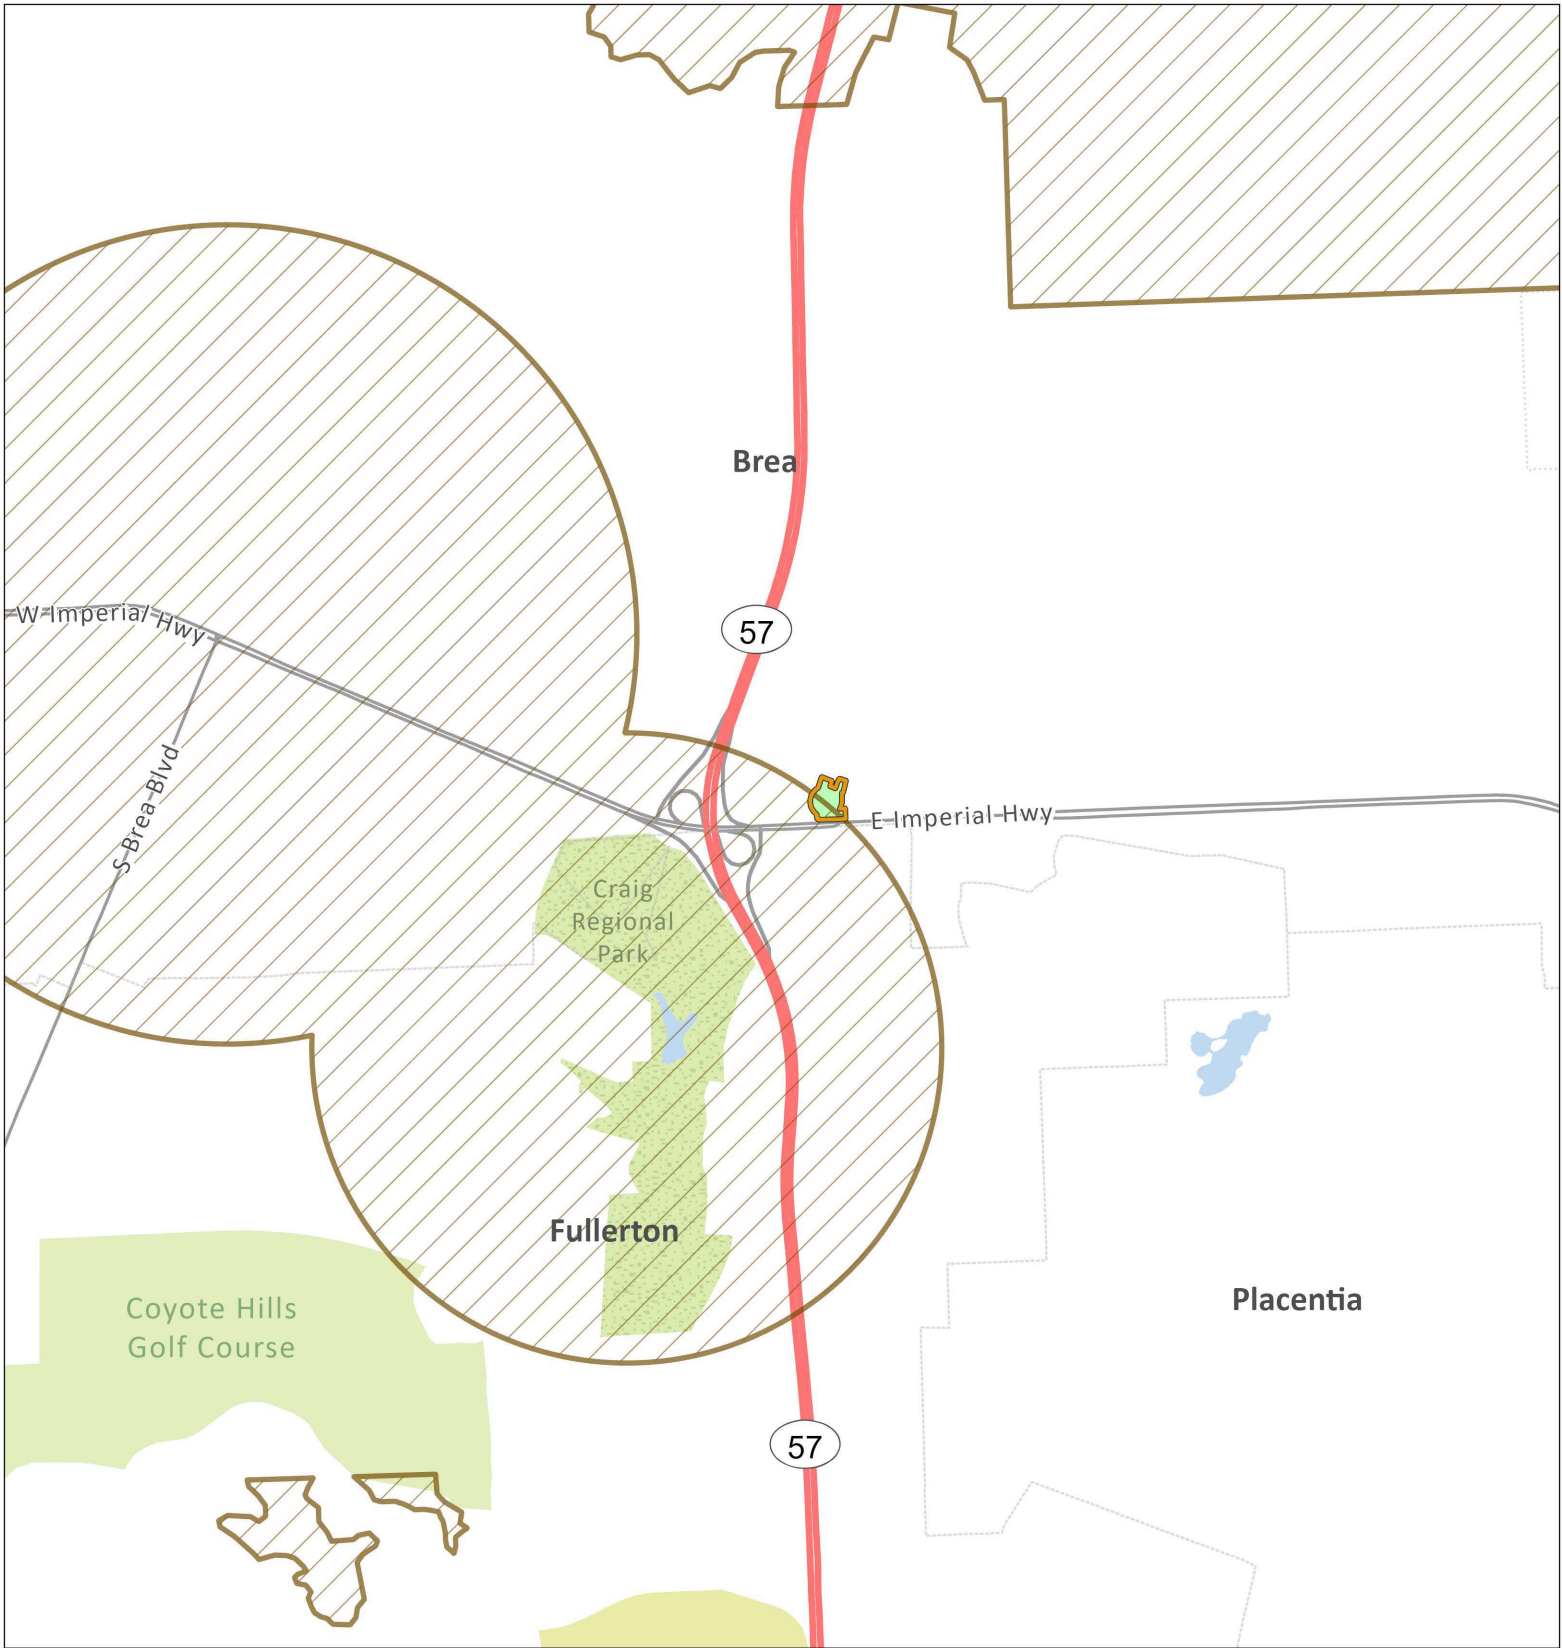 Brea
W Imperial Hwy
57
S Brea Blvd
E Imperial Hwy
Craig
Regional
Park
Fullerton
Coyote Hills
Golf Course
Placentia
57